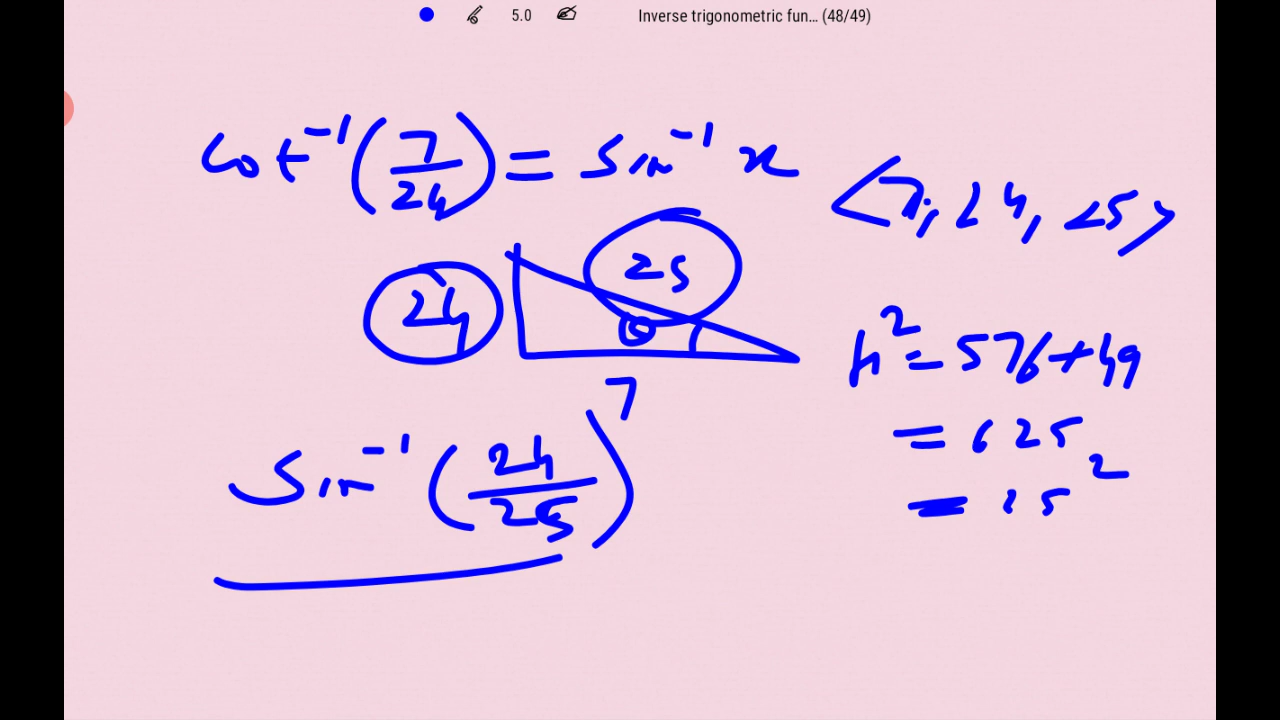 5.0 Inverse trigonometric fun... (48/49)
cot⁻¹(7/24) = sin⁻¹ x
<7, 24, 25>
24
25
θ
7
h² = 576+49
= 625
= 25²
sin⁻¹(24/25)